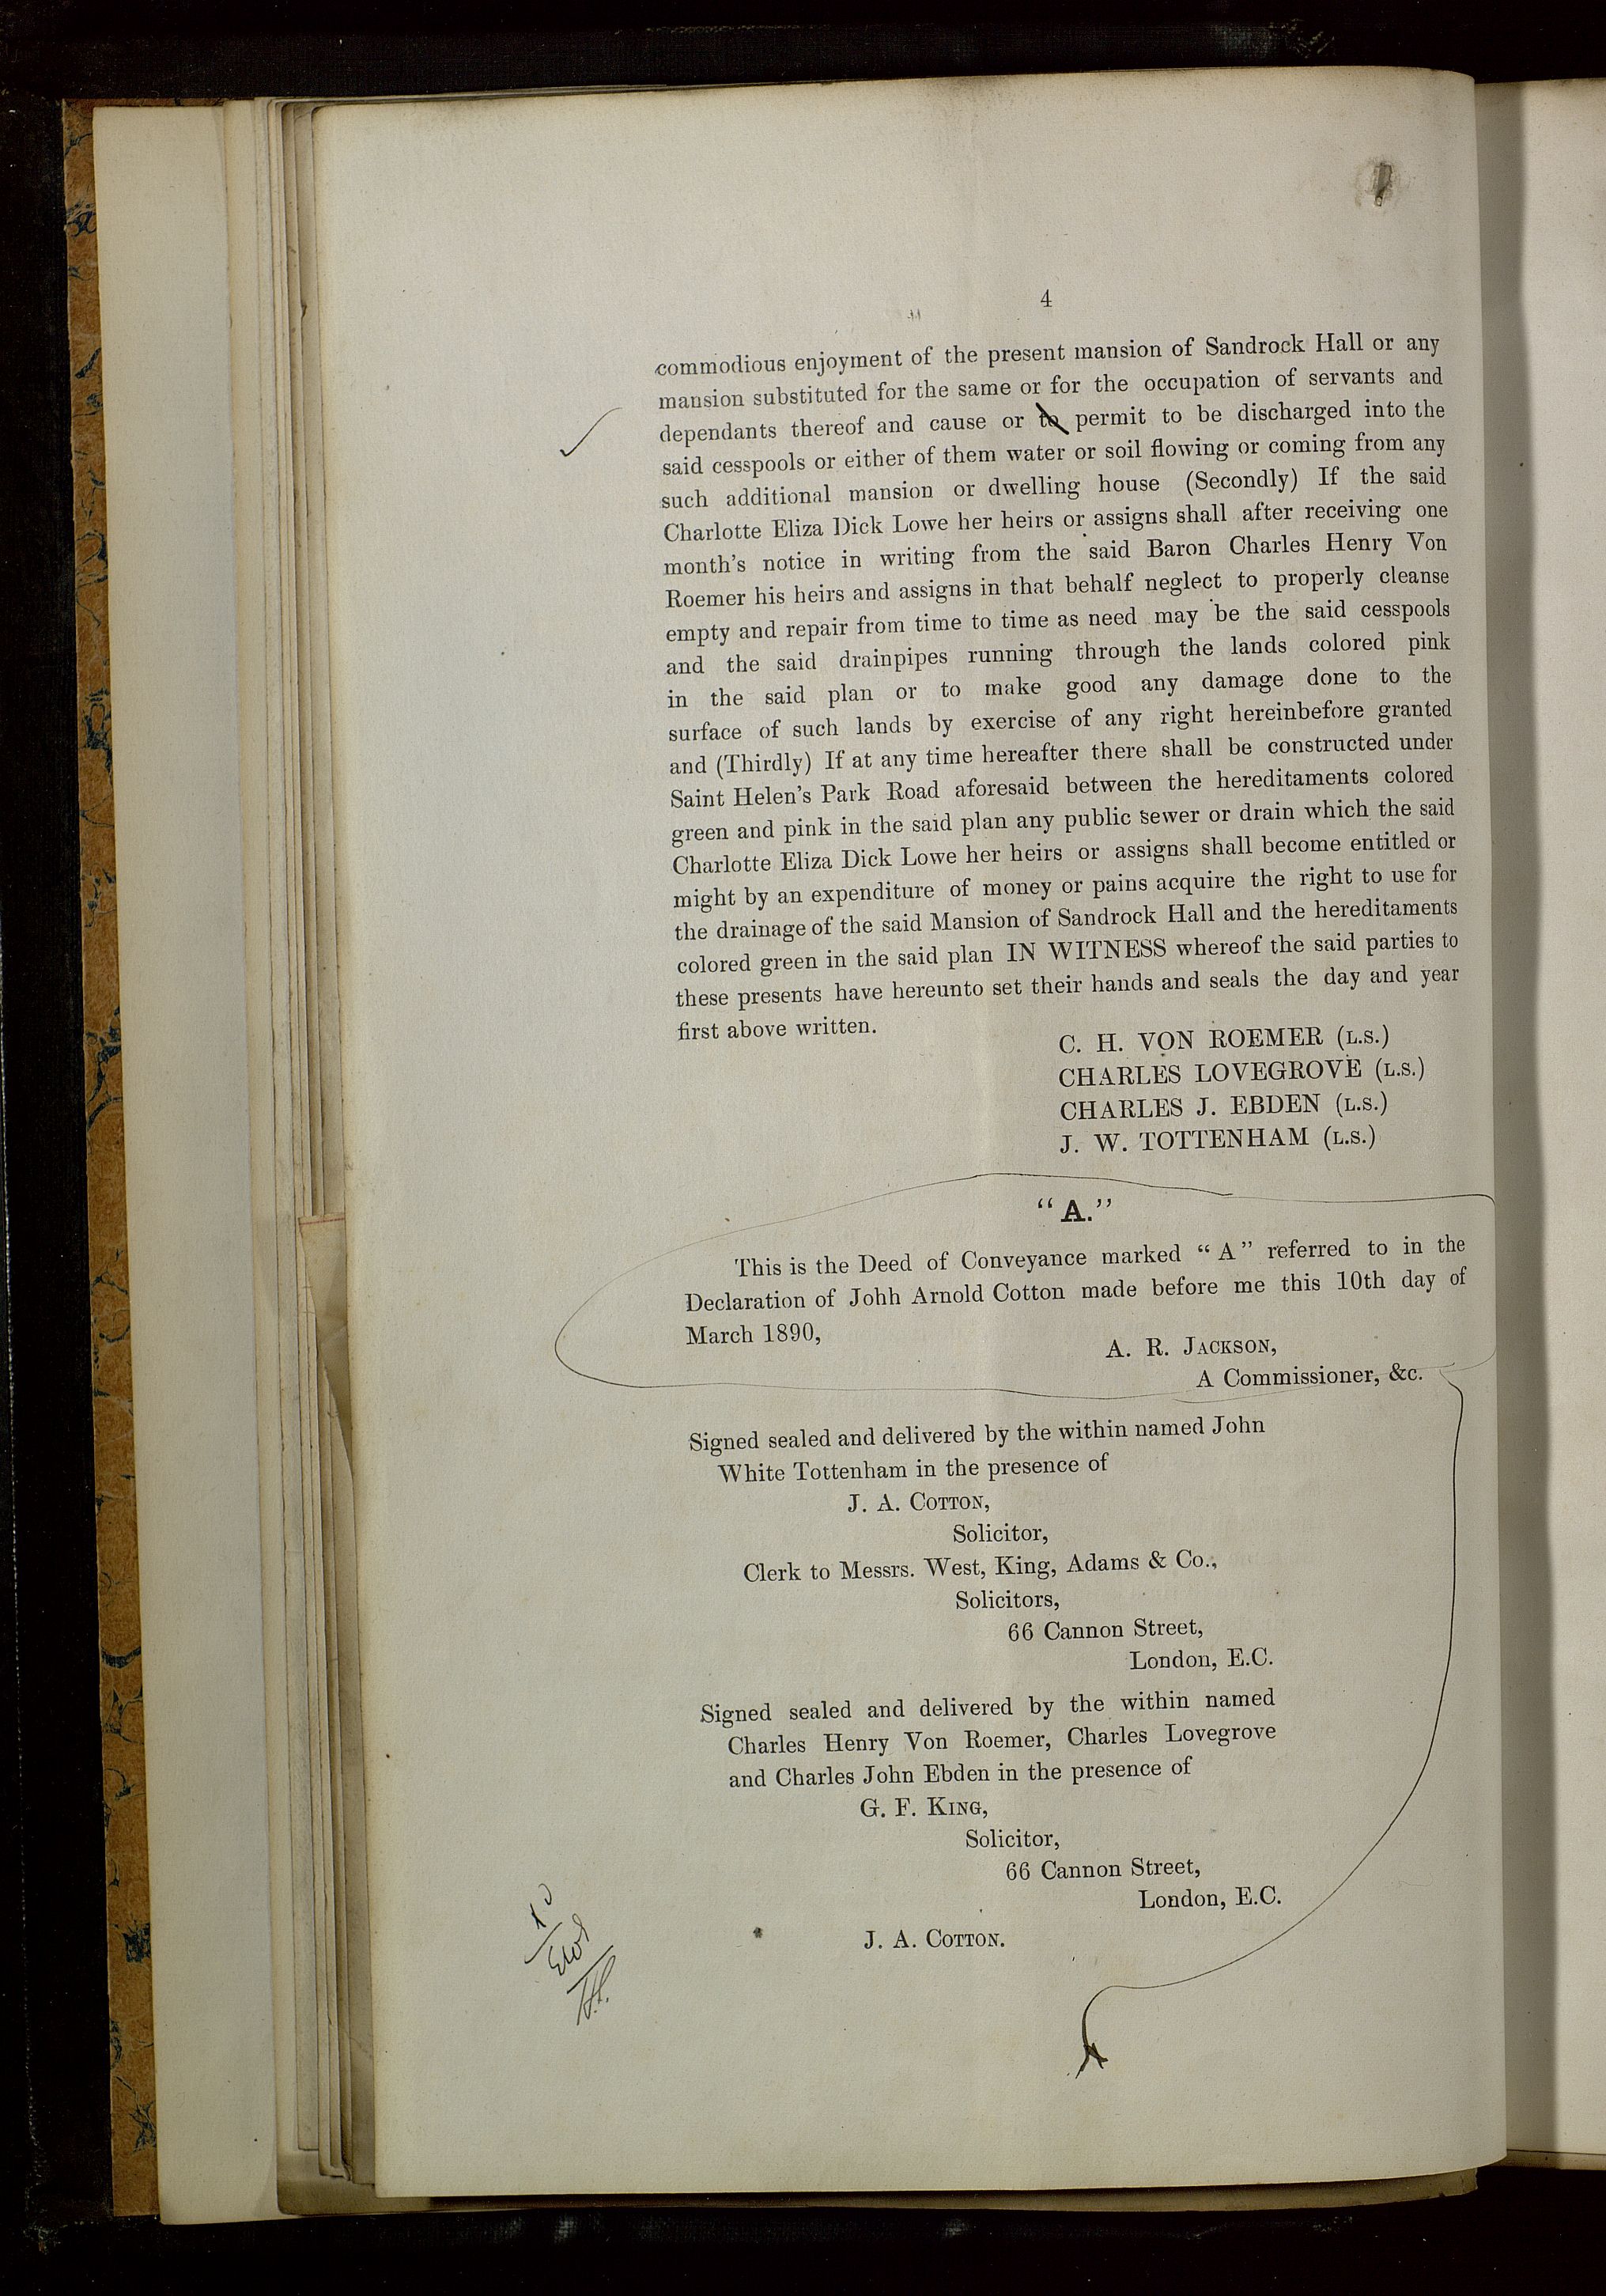 4
commodious enjoyment of the present mansion of Sandrock Hall or any
mansion substituted for the same or for the occupation of servants and
dependants thereof and cause or to permit to be discharged into the
said cesspools or either of them water or soil flowing or coming from any
such additional mansion or dwelling house (Secondly) If the said
Charlotte Eliza Dick Lowe her heirs or assigns shall after receiving one
month's notice in writing from the said Baron Charles Henry Von
Roemer his heirs and assigns in that behalf neglect to properly cleanse
empty and repair from time to time as need may be the said cesspools
and the said drainpipes running through the lands colored pink
in the said plan or to make good any damage done to the
surface of such lands by exercise of any right hereinbefore granted
and (Thirdly) If at any time hereafter there shall be constructed under
Saint Helen's Park Road aforesaid between the hereditaments colored
green and pink in the said plan any public sewer or drain which the said
Charlotte Eliza Dick Lowe her heirs or assigns shall become entitled or
might by an expenditure of money or pains acquire the right to use for
the drainage of the said Mansion of Sandrock Hall and the hereditaments
colored green in the said plan IN WITNESS whereof the said parties to
these presents have hereunto set their hands and seals the day and year
first above written.
C. H. VON ROEMER (L.S.)
CHARLES LOVEGROVE (L.S.)
CHARLES J. EBDEN (L.S.)
J. W. TOTTENHAM (L.S.)
"A."
This is the Deed of Conveyance marked "A" referred to in the
Declaration of Johh Arnold Cotton made before me this 10th day of
March 1890,
A. R. JACKSON,
A Commissioner, &c.
Signed sealed and delivered by the within named John
White Tottenham in the presence of
J. A. COTTON,
Solicitor,
Clerk to Messrs. West, King, Adams & Co.,
Solicitors,
66 Cannon Street,
London, E.C.
Signed sealed and delivered by the within named
Charles Henry Von Roemer, Charles Lovegrove
and Charles John Ebden in the presence of
G. F. KING,
Solicitor,
66 Cannon Street,
London, E.C.
J. A. COTTON.